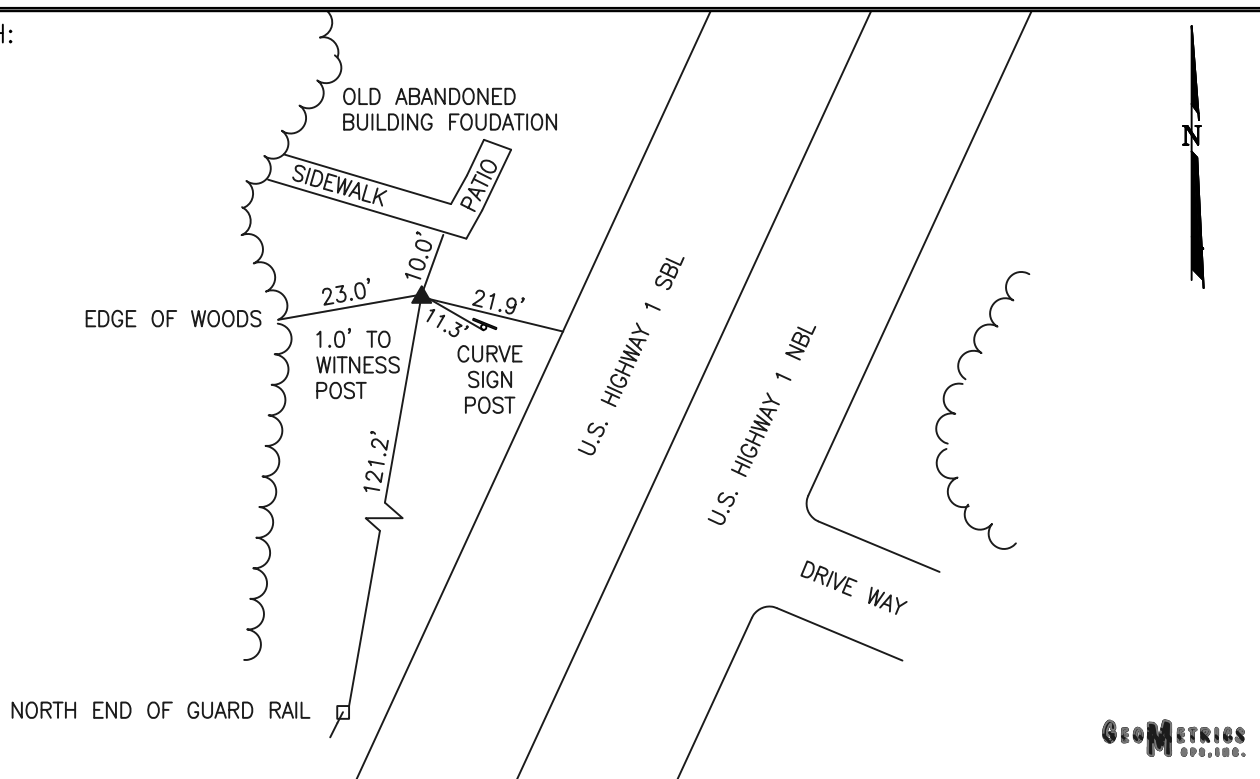 H:
OLD ABANDONED
BUILDING FOUDATION
SIDEWALK
PATIO
10.0'
23.0'
21.9'
11.3'
EDGE OF WOODS
1.0' TO
WITNESS
POST
CURVE
SIGN
POST
121.2'
U.S. HIGHWAY 1 SBL
U.S. HIGHWAY 1 NBL
N
DRIVE WAY
NORTH END OF GUARD RAIL
GEOMETRICS
GPS, INC.